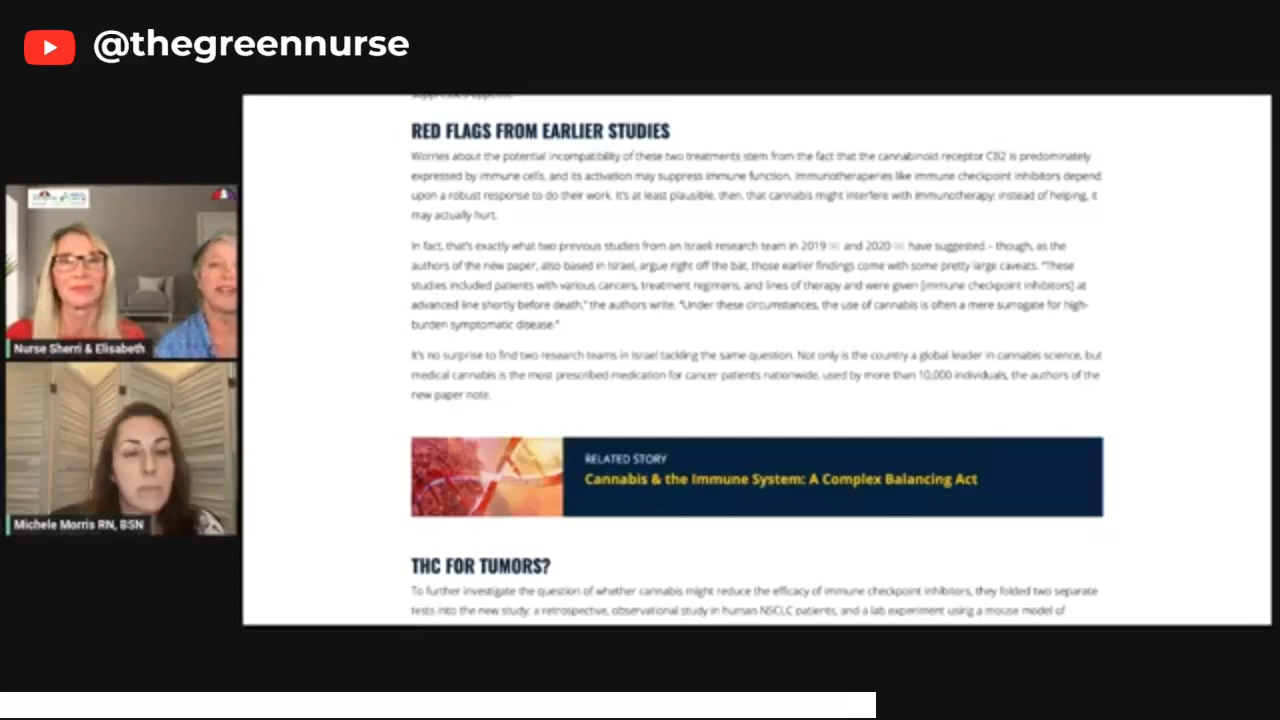 @thegreennurse
RED FLAGS FROM EARLIER STUDIES
Worries about the potential incompatibility of these two treatments stem from the fact that the cannabinoid receptor CB2 is predominately
expressed by immune cells, and its activation may suppress immune function. Immunotherapies like immune checkpoint inhibitors depend
upon a robust response to do their work. It's at least plausible, then, that cannabis might interfere with immunotherapy: instead of helping, it
may actually hurt.
In fact, that's exactly what two previous studies from an Israeli research team in 2019 and 2020 have suggested – though, as the
authors of the new paper, also based in Israel, argue right off the bat, those earlier findings come with some pretty large caveats. "These
studies included patients with various cancers, treatment regimens, and lines of therapy and were given [immune checkpoint inhibitors] at
advanced line shortly before death," the authors write. "Under these circumstances, the use of cannabis is often a mere surrogate for high-
burden symptomatic disease."
It's no surprise to find two research teams in Israel tackling the same question. Not only is the country a global leader in cannabis science, but
medical cannabis is the most prescribed medication for cancer patients nationwide, used by more than 10,000 individuals, the authors of the
new paper note.
RELATED STORY
Cannabis & the Immune System: A Complex Balancing Act
THC FOR TUMORS?
To further investigate the question of whether cannabis might reduce the efficacy of immune checkpoint inhibitors, they folded two separate
tests into the new study: a retrospective, observational study in human NSCLC patients, and a lab experiment using a mouse model of
Nurse Sherri & Elisabeth
Michele Morris RN, BSN